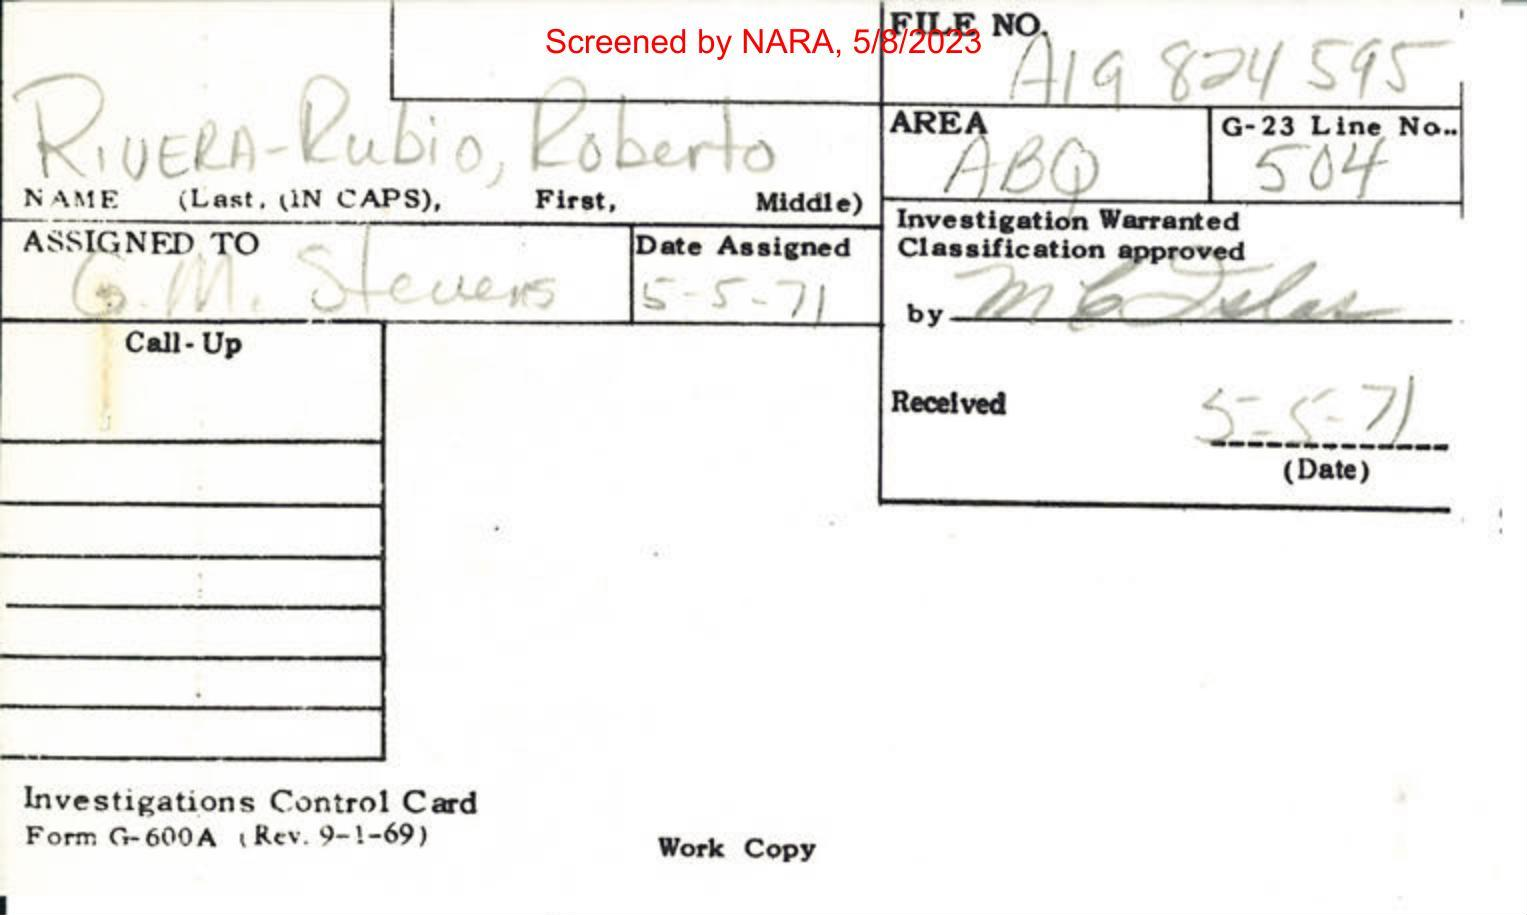 Screened by NARA, 5/8/2023
FILE NO.
A19 824 595
RIVERA-Rubio, Roberto
NAME (Last, (IN CAPS), First, Middle)
AREA
ABQ
G-23 Line No..
504
ASSIGNED TO
G. M. Stevens
Date Assigned
5-5-71
Investigation Warranted
Classification approved
by
Call-Up
Received
5-5-71
(Date)
Investigations Control Card
Form G-600A (Rev. 9-1-69)
Work Copy